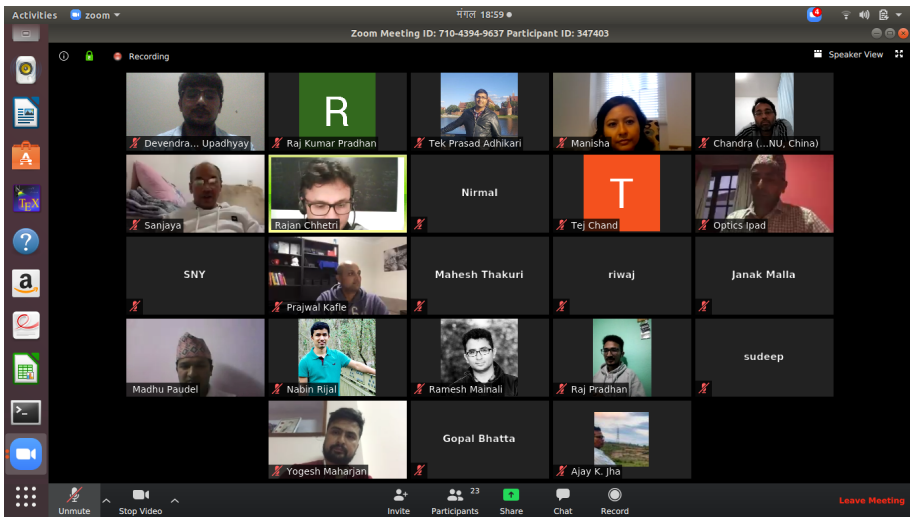 Activities zoom मंगल 18:59 4
Zoom Meeting ID: 710-4394-9637 Participant ID: 347403
Recording Speaker View
Devendra... Upadhyay R Raj Kumar Pradhan Tek Prasad Adhikari Manisha Chandra (...NU, China)
Sanjaya Rajan Chhetri Nirmal T Tej Chand Optics Ipad
SNY Prajwal Kafle Mahesh Thakuri riwaj Janak Malla
Madhu Paudel Nabin Rijal Ramesh Mainali Raj Pradhan sudeep
Yogesh Maharjan Gopal Bhatta Ajay K. Jha
A
TEX
?
a
>_
23
Unmute Stop Video Invite Participants Share Chat Record Leave Meeting